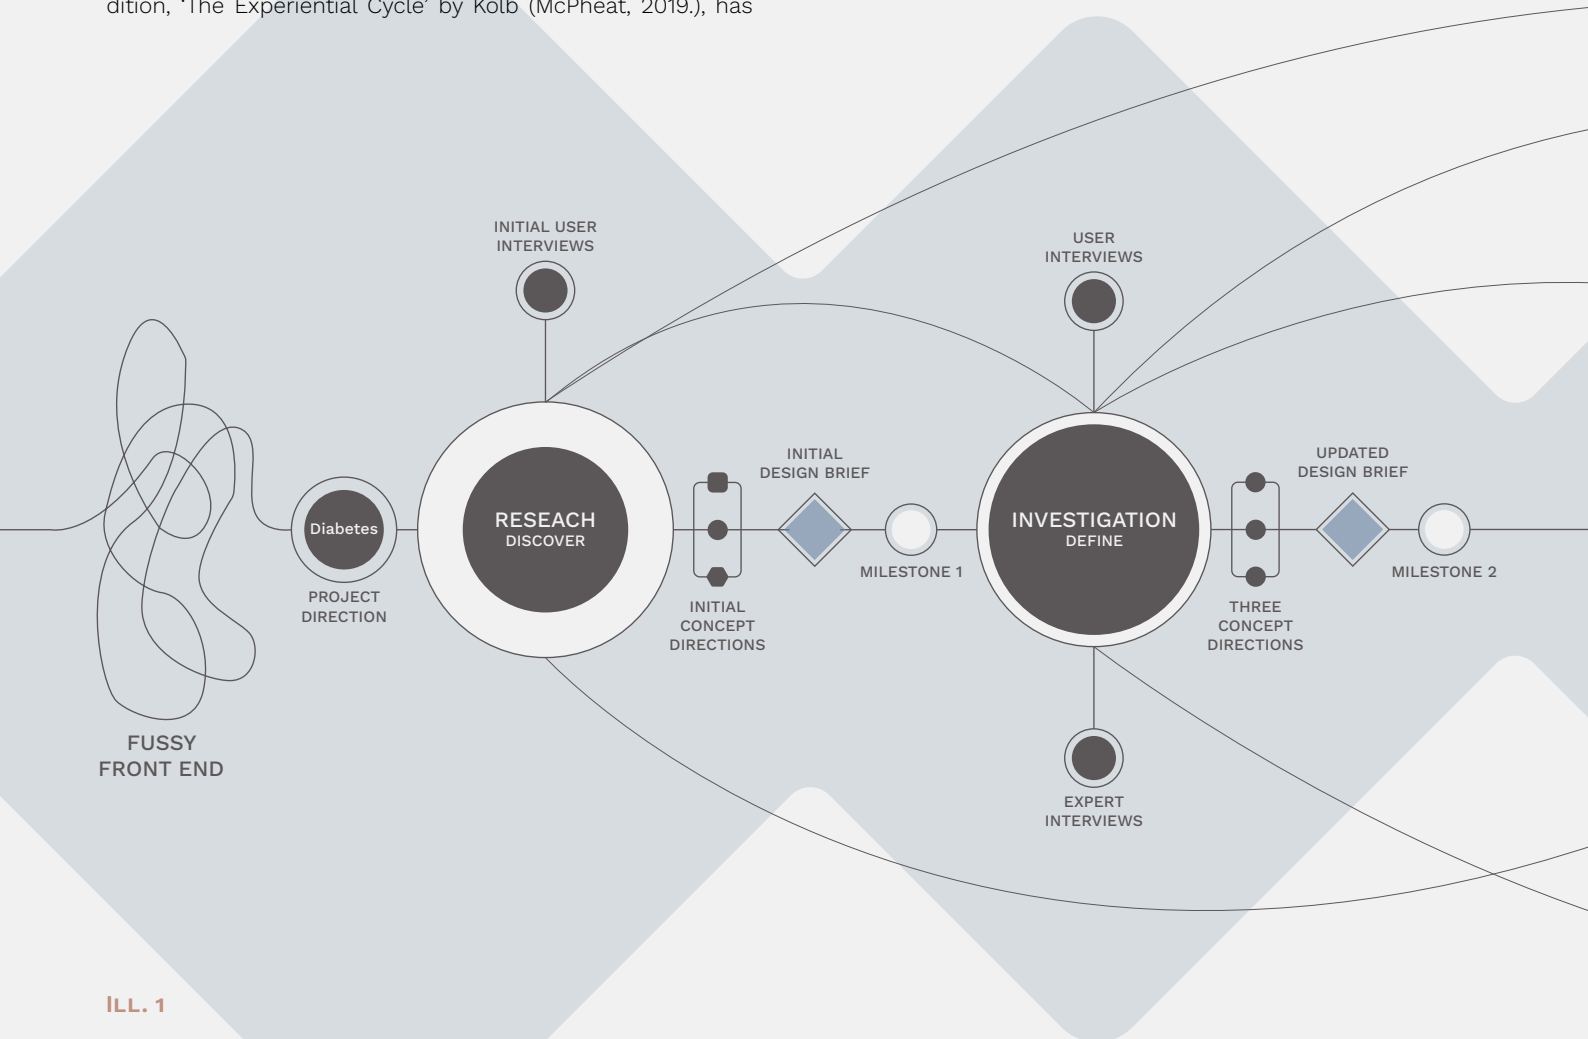 dition, ‘The Experiential Cycle’ by Kolb (McPheat, 2019.), has
INITIAL USER
INTERVIEWS
USER
INTERVIEWS
INITIAL
DESIGN BRIEF
UPDATED
DESIGN BRIEF
Diabetes
RESEACH
DISCOVER
INVESTIGATION
DEFINE
MILESTONE 1
MILESTONE 2
PROJECT
DIRECTION
INITIAL
CONCEPT
DIRECTIONS
THREE
CONCEPT
DIRECTIONS
FUSSY
FRONT END
EXPERT
INTERVIEWS
ILL. 1